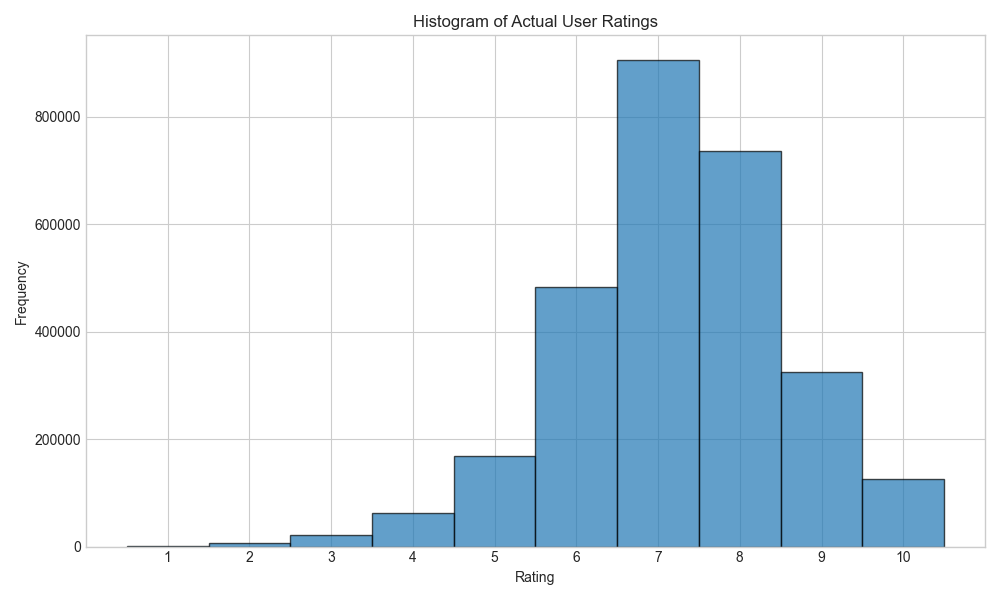 Histogram of Actual User Ratings
Frequency
800000
600000
400000
200000
0
1 2 3 4 5 6 7 8 9 10
Rating